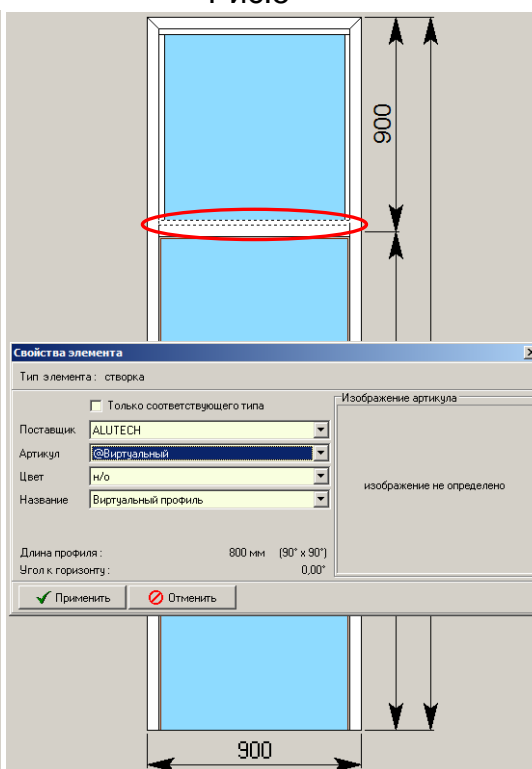 900
Свойства элемента
Тип элемента: створка
Только соответствующего типа
Изображение артикула
Поставщик ALUTECH
Артикул @Виртуальный
Цвет н/о
Название Виртуальный профиль
изображение не определено
Длина профиля: 800 мм (90° x 90°)
Угол к горизонту: 0,00°
Применить Отменить
900